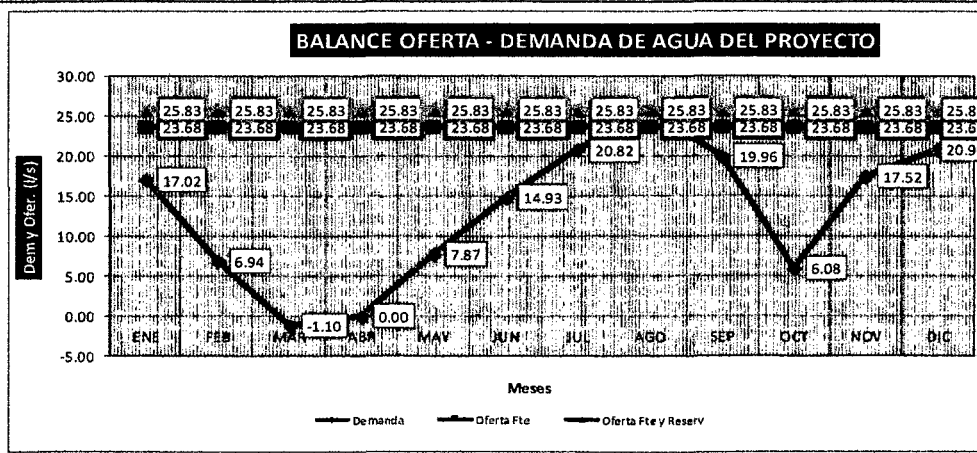 BALANCE OFERTA - DEMANDA DE AGUA DEL PROYECTO
Dem y Ofer. (l/s)
30.00
25.00
20.00
15.00
10.00
5.00
0.00
-5.00
25.83 25.83 25.83 25.83 25.83 25.83 25.83 25.83 25.83 25.83 25.83 25.8
23.68 23.68 23.68 23.68 23.68 23.68 23.68 23.68 23.68 23.68 23.68
17.02 6.94 -1.10 0.00 7.87 14.93 20.82 19.96 6.08 17.52 20.9
ENE FEB MAR ABR MAY JUN JUL AGO SEP OCT NOV DIC
Meses
Demanda Oferta Fte Oferta Fte y Reserv